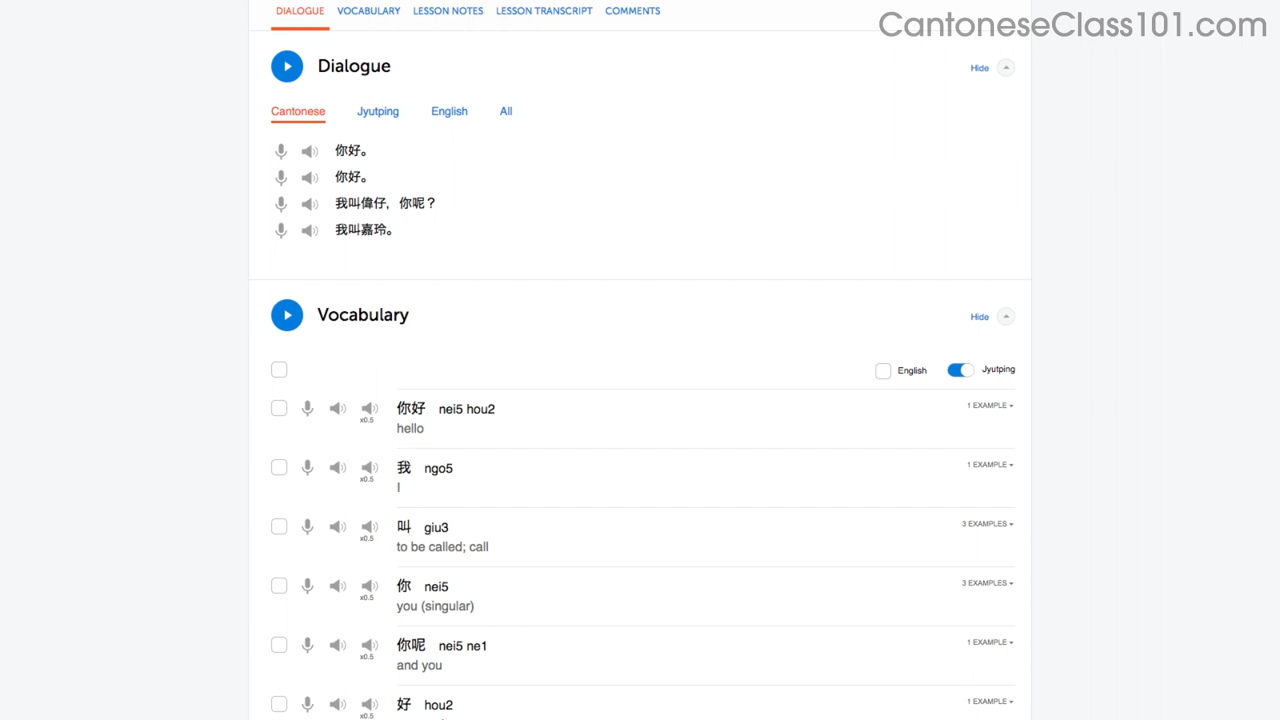 CantoneseClass101.com
DIALOGUE VOCABULARY LESSON NOTES LESSON TRANSCRIPT COMMENTS
Dialogue
Hide
Cantonese Jyutping English All
你好。
你好。
我叫偉仔，你呢？
我叫嘉玲。
Vocabulary
Hide
English Jyutping
你好 nei5 hou2 1 EXAMPLE
hello
x0.5
我 ngo5 1 EXAMPLE
I
x0.5
叫 giu3 3 EXAMPLES
to be called; call
x0.5
你 nei5 3 EXAMPLES
you (singular)
x0.5
你呢 nei5 ne1 1 EXAMPLE
and you
x0.5
好 hou2 1 EXAMPLE
x0.5